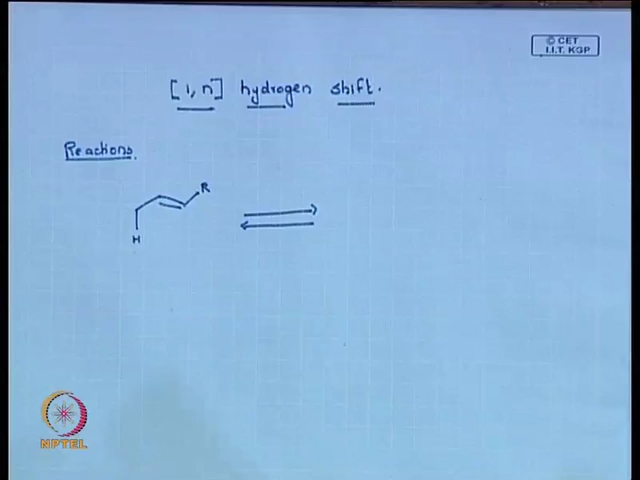 © CET
I.I.T. KGP
[1, n] hydrogen shift.
Reactions.
R
H
NPTEL